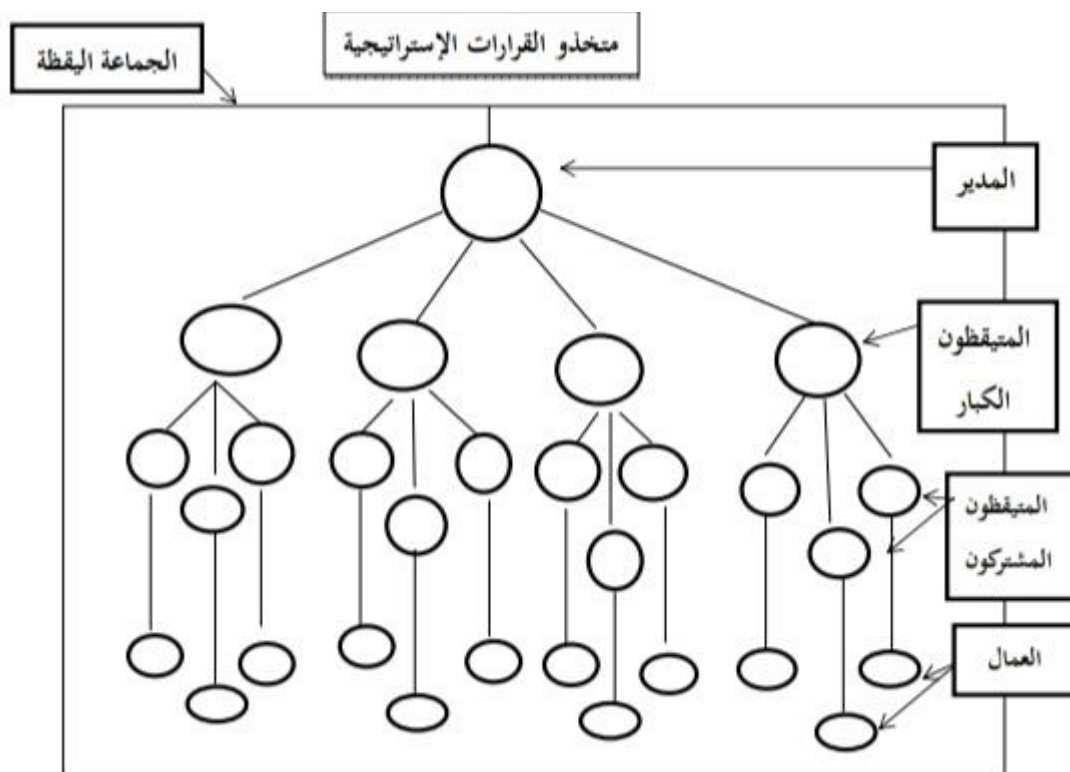 متخذو القرارات الإستراتيجية
الجماعة اليقظة
المدير
المتيقظون
الكبار
المتيقظون
المشتركون
العمال